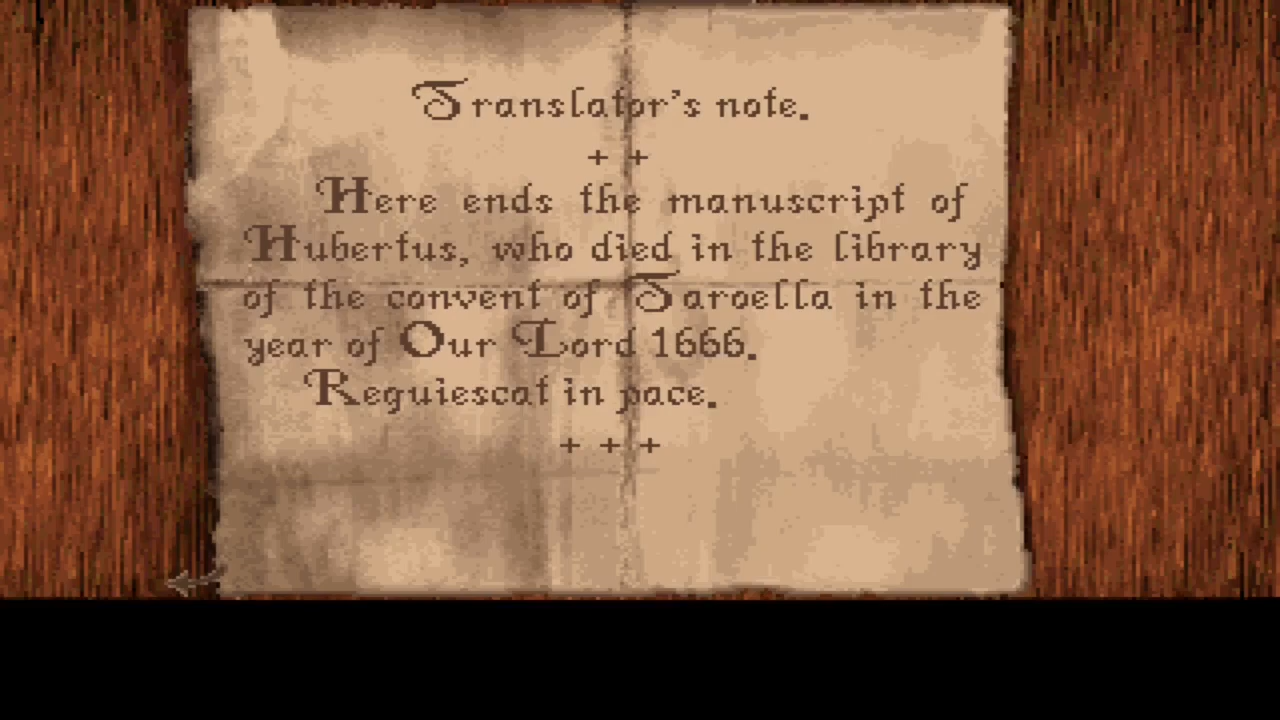 Translator's note.
+ +
Here ends the manuscript of
Hubertus, who died in the library
of the convent of Taroella in the
year of Our Lord 1666.
Reguiescat in pace.
+ + +